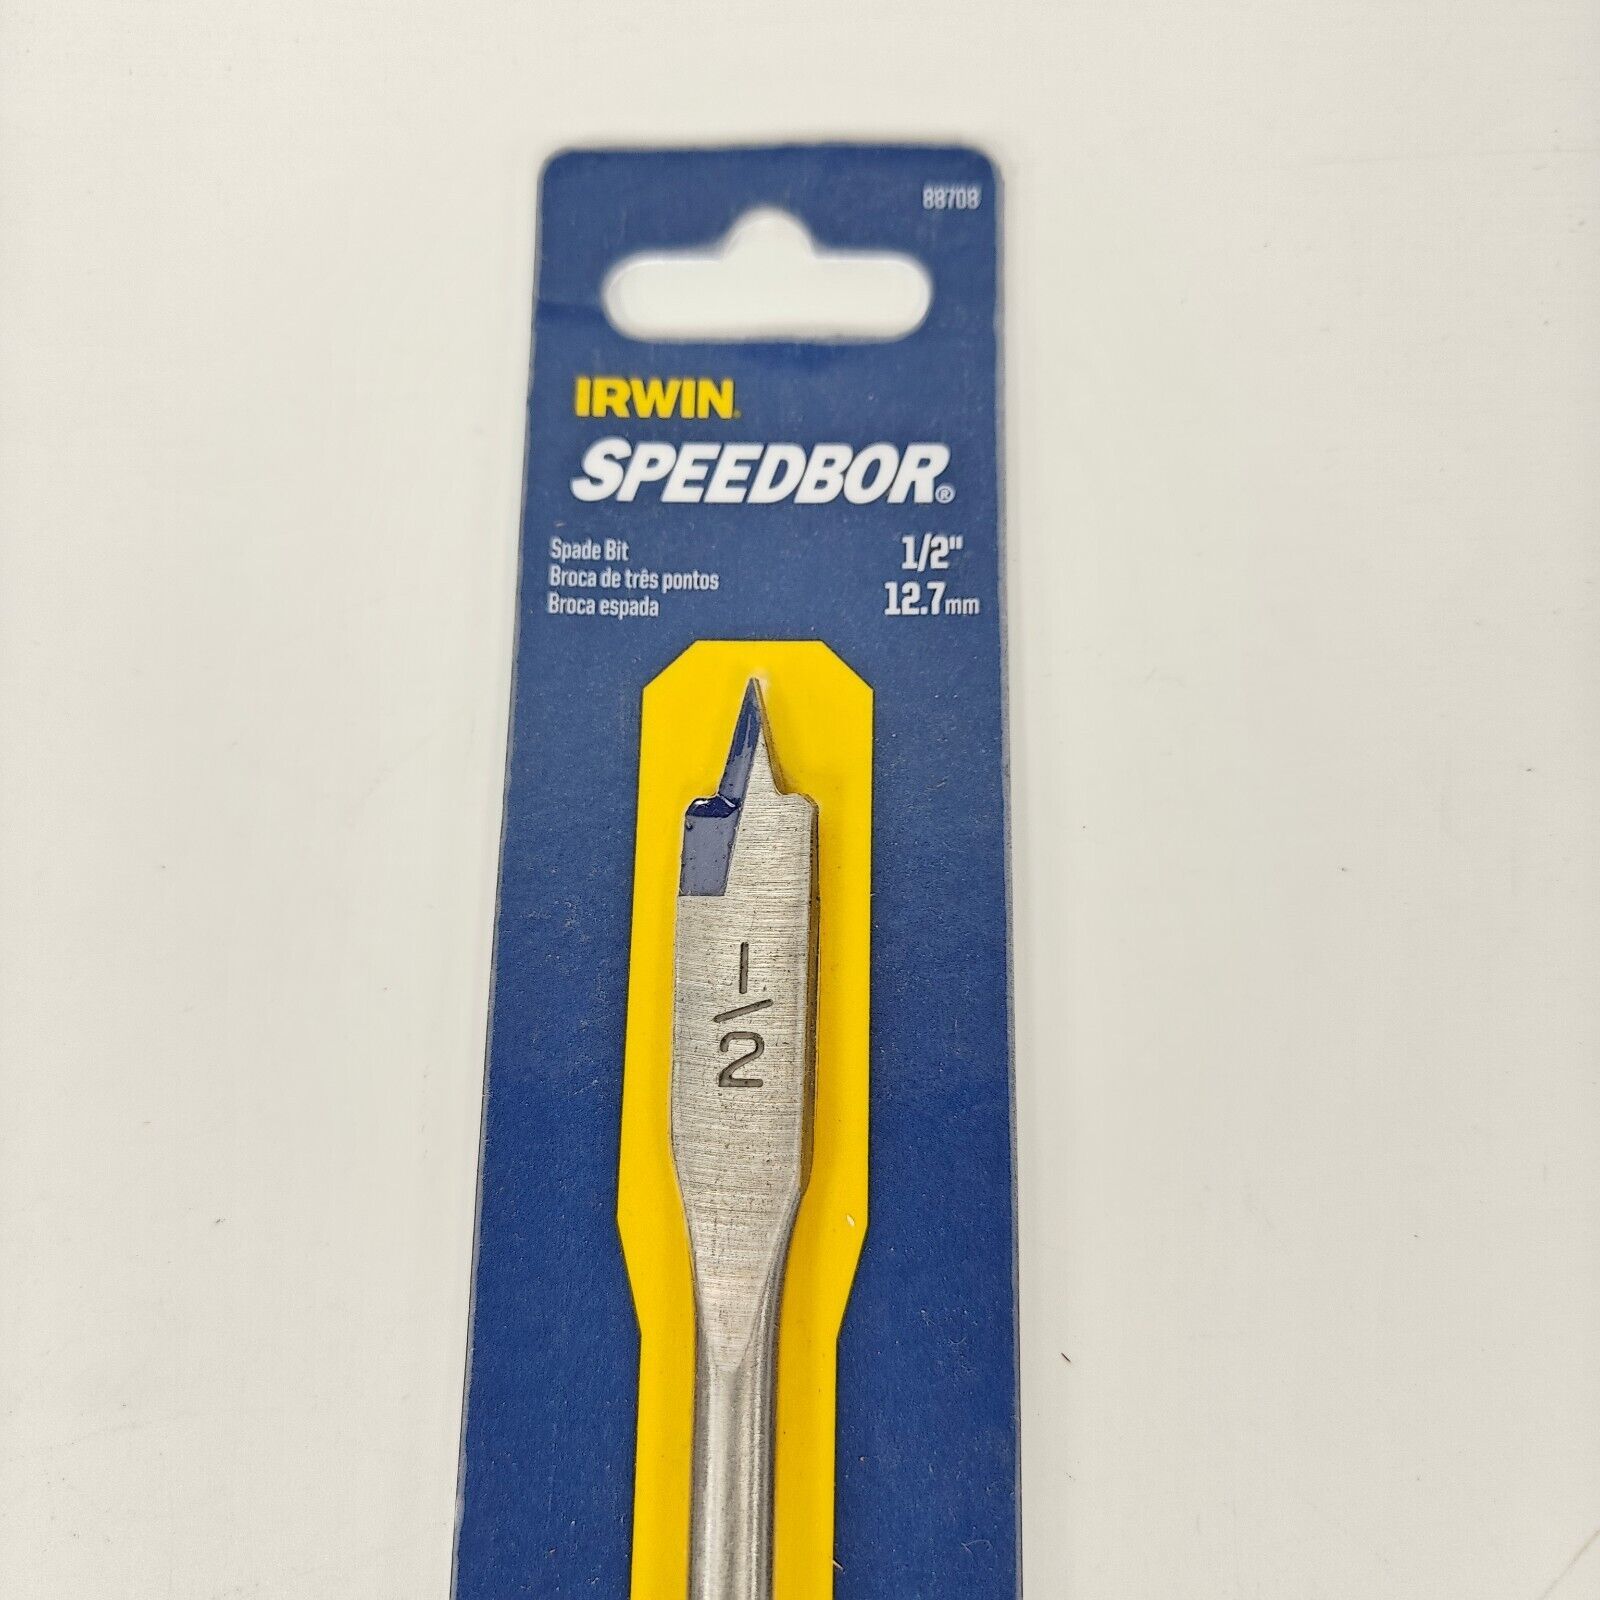 88708
IRWIN
SPEEDBOR®
Spade Bit
Broca de três pontos
Broca espada
1/2"
12.7mm
1/2